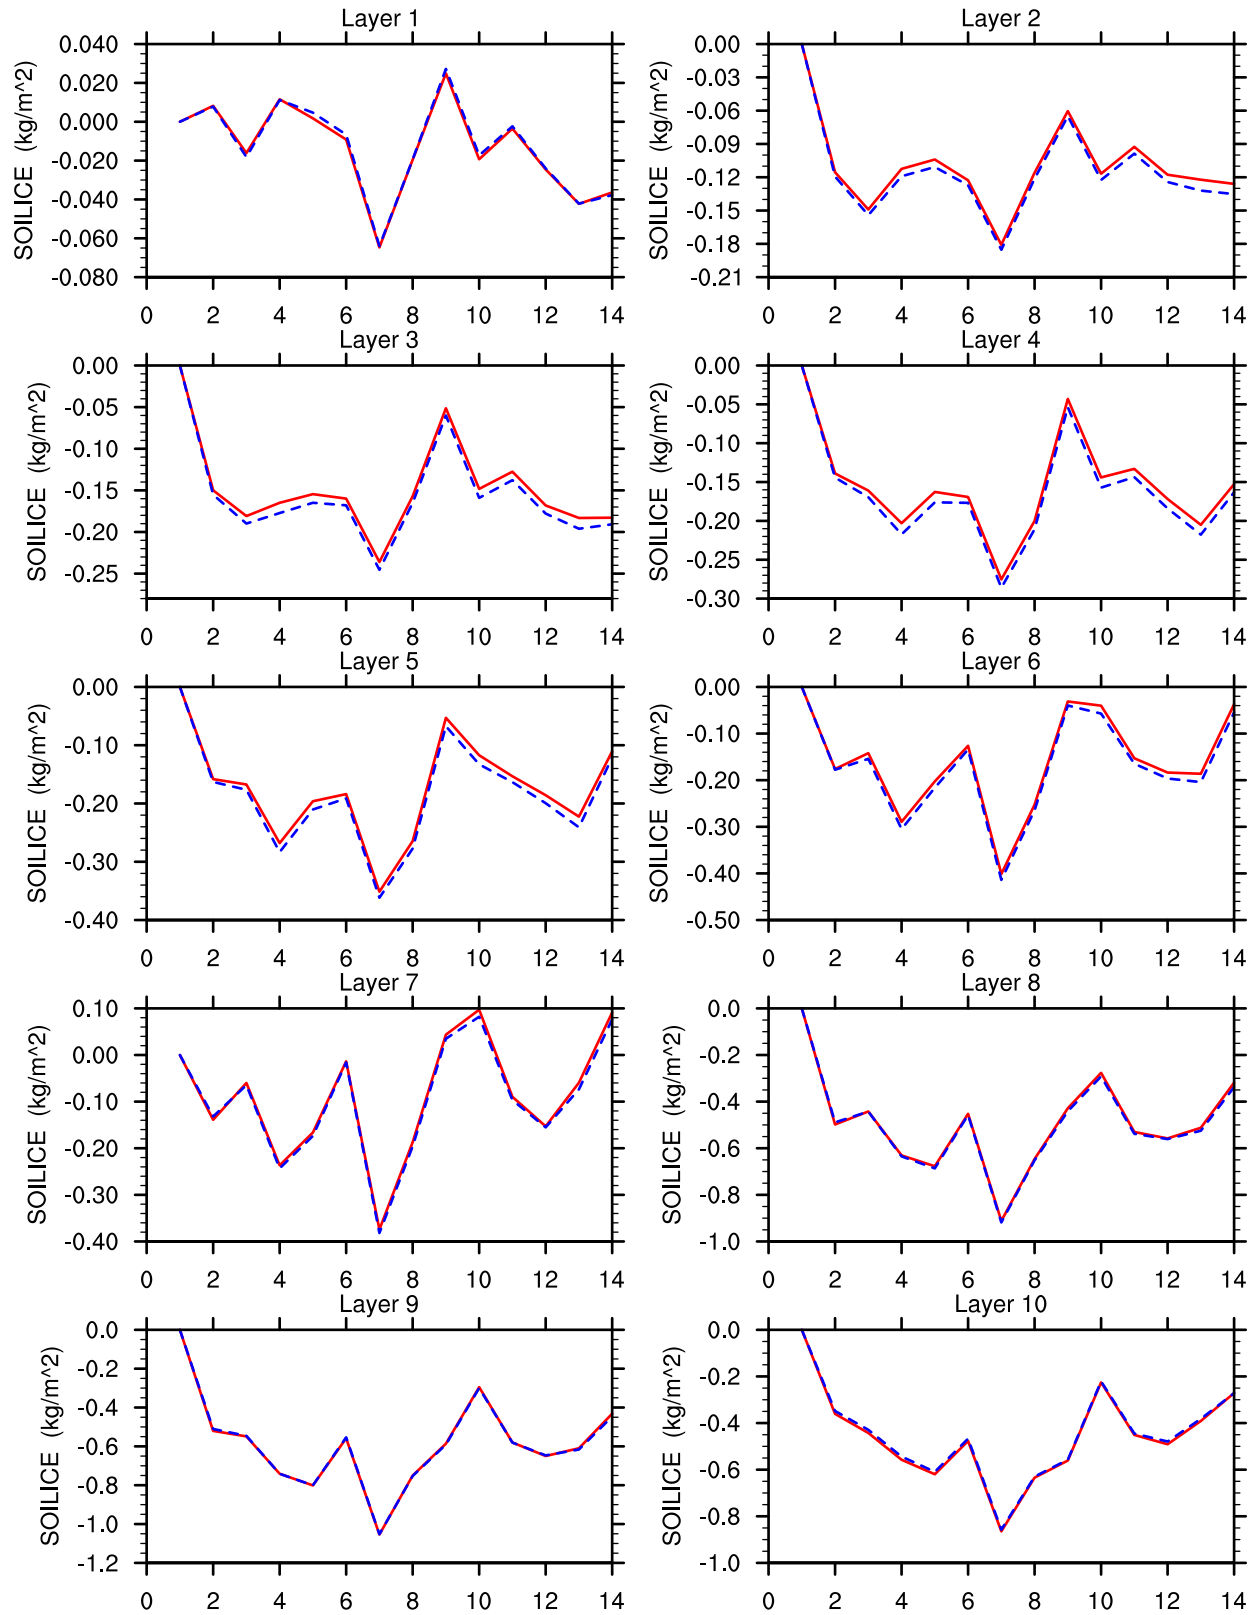 Layer 1
SOILICE (kg/m^2)
0.040
0.020
0.000
-0.020
-0.040
-0.060
-0.080
0 2 4 6 8 10 12 14
Layer 2
SOILICE (kg/m^2)
0.00
-0.03
-0.06
-0.09
-0.12
-0.15
-0.18
-0.21
0 2 4 6 8 10 12 14
Layer 3
SOILICE (kg/m^2)
0.00
-0.05
-0.10
-0.15
-0.20
-0.25
0 2 4 6 8 10 12 14
Layer 4
SOILICE (kg/m^2)
0.00
-0.05
-0.10
-0.15
-0.20
-0.25
-0.30
0 2 4 6 8 10 12 14
Layer 5
SOILICE (kg/m^2)
0.00
-0.10
-0.20
-0.30
-0.40
0 2 4 6 8 10 12 14
Layer 6
SOILICE (kg/m^2)
0.00
-0.10
-0.20
-0.30
-0.40
-0.50
0 2 4 6 8 10 12 14
Layer 7
SOILICE (kg/m^2)
0.10
0.00
-0.10
-0.20
-0.30
-0.40
0 2 4 6 8 10 12 14
Layer 8
SOILICE (kg/m^2)
0.0
-0.2
-0.4
-0.6
-0.8
-1.0
0 2 4 6 8 10 12 14
Layer 9
SOILICE (kg/m^2)
0.0
-0.2
-0.4
-0.6
-0.8
-1.0
-1.2
0 2 4 6 8 10 12 14
Layer 10
SOILICE (kg/m^2)
0.0
-0.2
-0.4
-0.6
-0.8
-1.0
0 2 4 6 8 10 12 14